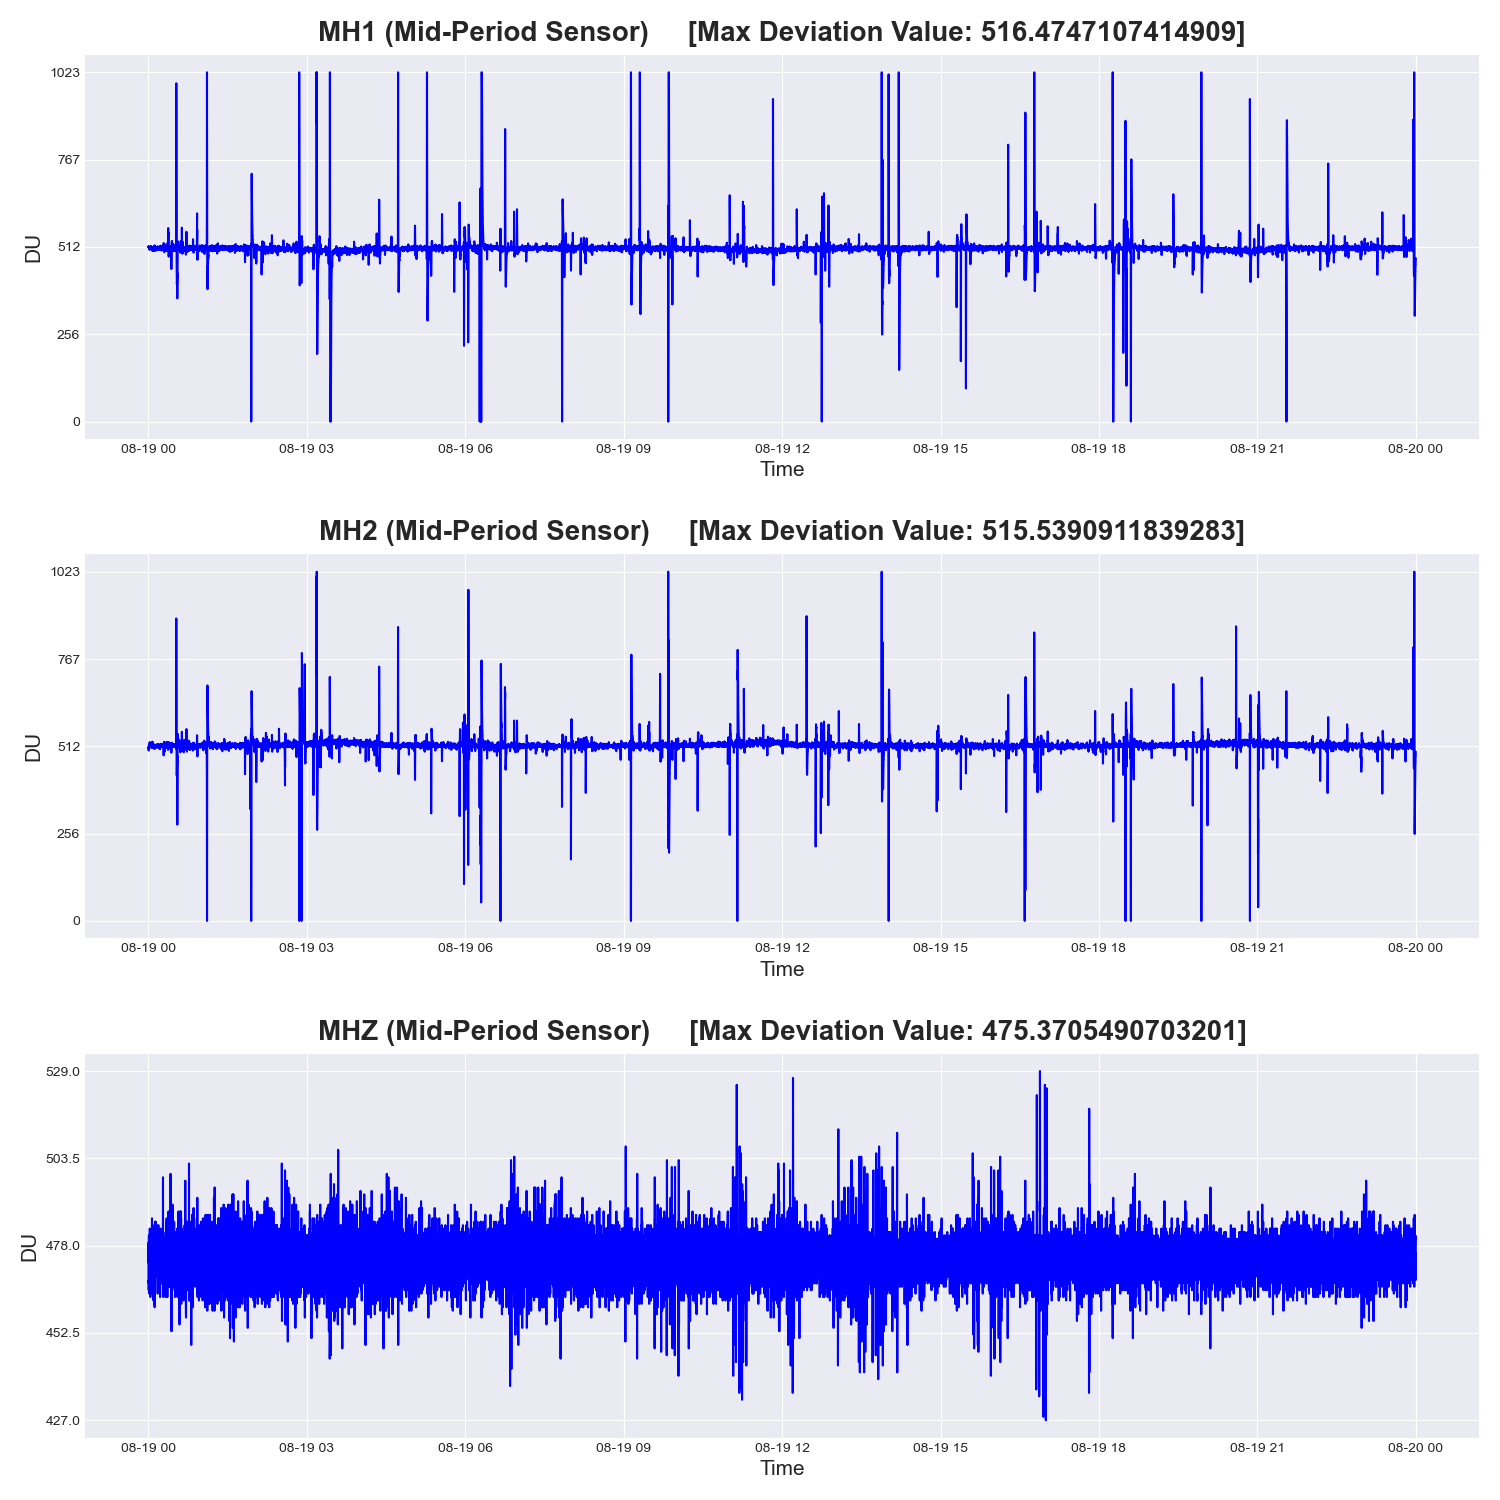 MH1 (Mid-Period Sensor) [Max Deviation Value: 516.4747107414909]
1023
767
512
256
0
DU
08-19 00 08-19 03 08-19 06 08-19 09 08-19 12 08-19 15 08-19 18 08-19 21 08-20 00
Time
MH2 (Mid-Period Sensor) [Max Deviation Value: 515.5390911839283]
1023
767
512
256
0
DU
08-19 00 08-19 03 08-19 06 08-19 09 08-19 12 08-19 15 08-19 18 08-19 21 08-20 00
Time
MHZ (Mid-Period Sensor) [Max Deviation Value: 475.3705490703201]
529.0
503.5
478.0
452.5
427.0
DU
08-19 00 08-19 03 08-19 06 08-19 09 08-19 12 08-19 15 08-19 18 08-19 21 08-20 00
Time